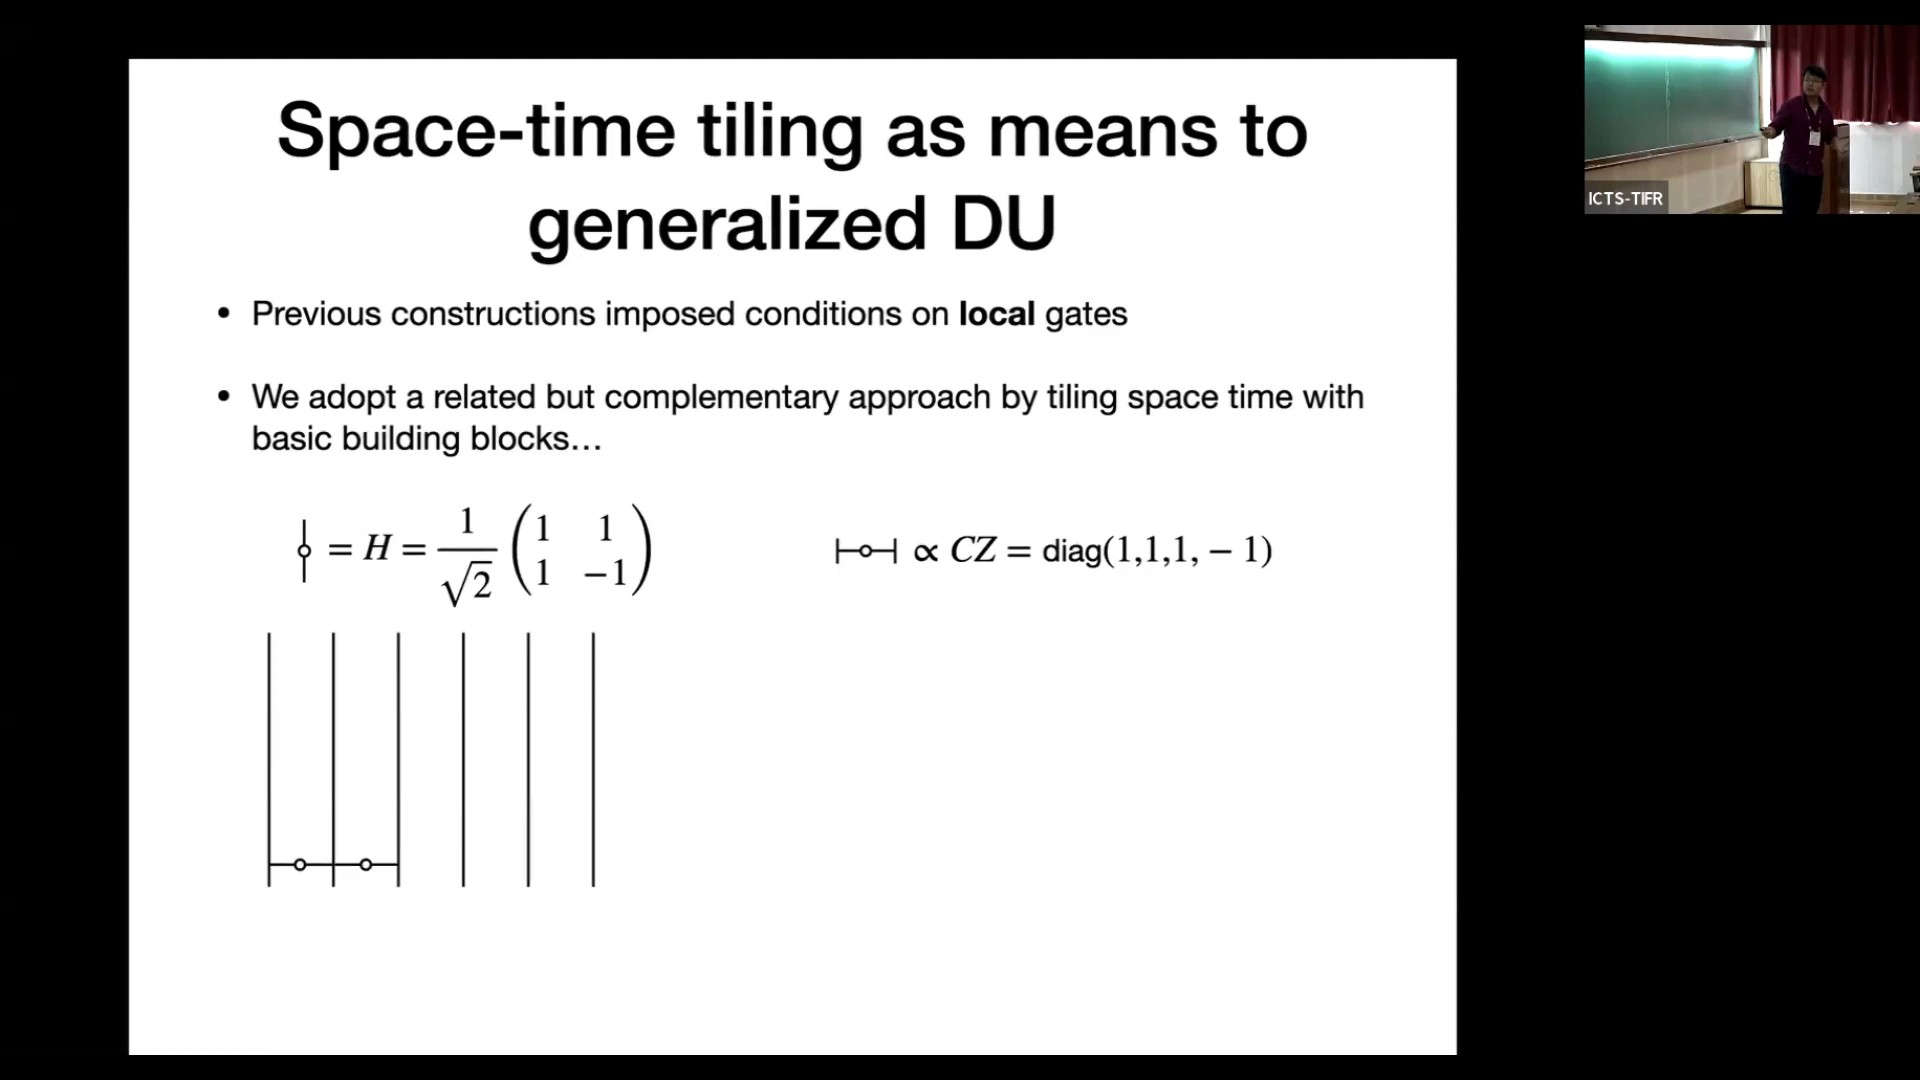 Space-time tiling as means to
generalized DU
• Previous constructions imposed conditions on local gates
• We adopt a related but complementary approach by tiling space time with
basic building blocks…
= H = 1/√2 (1 1 1 −1)
∝ CZ = diag(1,1,1, − 1)
ICTS-TIFR